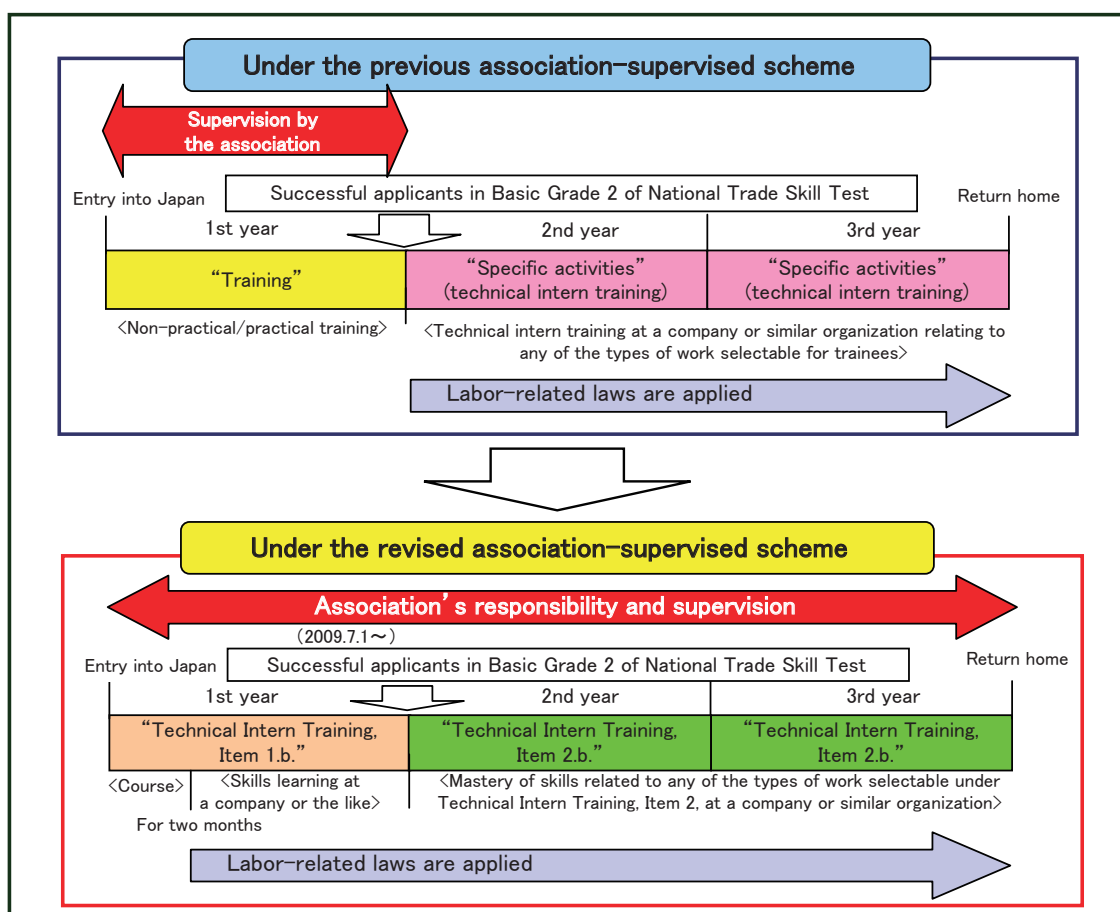 Under the previous association-supervised scheme
Supervision by
the association
Entry into Japan
Successful applicants in Basic Grade 2 of National Trade Skill Test
Return home
1st year
2nd year
3rd year
“Training”
“Specific activities”
(technical intern training)
“Specific activities”
(technical intern training)
<Non-practical/practical training>
<Technical intern training at a company or similar organization relating to
any of the types of work selectable for trainees>
Labor-related laws are applied
Under the revised association-supervised scheme
Association’s responsibility and supervision
(2009.7.1～)
Entry into Japan
Successful applicants in Basic Grade 2 of National Trade Skill Test
Return home
1st year
2nd year
3rd year
“Technical Intern Training,
Item 1.b.”
“Technical Intern Training,
Item 2.b.”
“Technical Intern Training,
Item 2.b.”
<Course>
<Skills learning at
a company or the like>
<Mastery of skills related to any of the types of work selectable under
Technical Intern Training, Item 2, at a company or similar organization>
For two months
Labor-related laws are applied